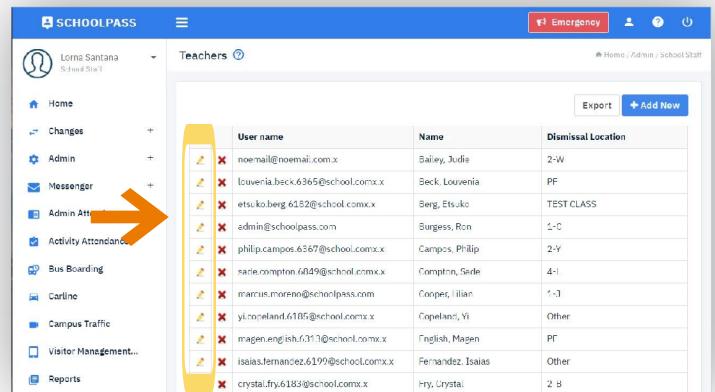 SCHOOLPASS
Emergency
Lorna Santana
School Staff
Teachers
Home / Admin / School Staff
Home
Changes +
Admin +
Messenger +
Admin
Activity Attendance
Bus Boarding
Carline
Campus Traffic
Visitor Management...
Reports
Export + Add New
User name Name Dismissal Location
noemail@noemail.com.x Bailey, Judie 2-W
louvenia.beck.6365@school.comx.x Beck, Louvenia PF
etsuko.berg.6182@school.comx.x Berg, Etsuko TEST CLASS
admin@schoolpass.com Burgess, Ron 1-C
philip.campos.6367@school.comx.x Campos, Philip 2-Y
sade.compton.6849@school.comx.x Compton, Sade
marcus.moreno@schoolpass.com Cooper, Lilian 1-J
yi.copeland.6185@school.comx.x Copeland, Yi Other
magen.english.6313@school.comx.x English, Magen PF
isaias.fernandez.6199@school.comx.x Fernandez, Isaias Other
crystal.fry.6183@school.comx.x Fry, Crystal 2-B